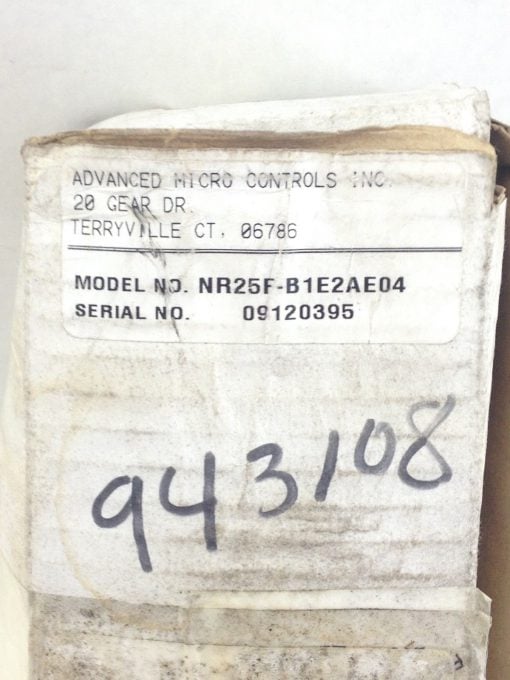 ADVANCED MICRO CONTROLS INC.
20 GEAR DR.
TERRYVILLE CT, 06786
MODEL NO. NR25F-B1E2AE04
SERIAL NO. 09120395
943108